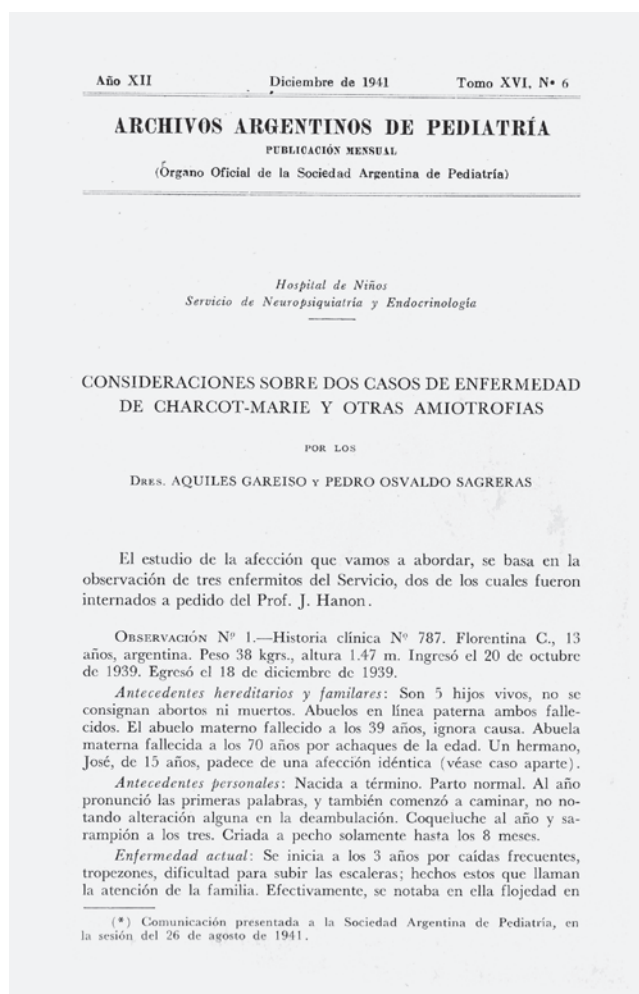 Año XII Diciembre de 1941 Tomo XVI, Nº 6
ARCHIVOS ARGENTINOS DE PEDIATRÍA
PUBLICACIÓN MENSUAL
(Órgano Oficial de la Sociedad Argentina de Pediatría)
Hospital de Niños
Servicio de Neuropsiquiatría y Endocrinología
CONSIDERACIONES SOBRE DOS CASOS DE ENFERMEDAD
DE CHARCOT-MARIE Y OTRAS AMIOTROFIAS
POR LOS
DRES. AQUILES GAREISO Y PEDRO OSVALDO SAGRERAS
El estudio de la afección que vamos a abordar, se basa en la
observación de tres enfermitos del Servicio, dos de los cuales fueron
internados a pedido del Prof. J. Hanon.
OBSERVACIÓN Nº 1.—Historia clínica Nº 787. Florentina C., 13
años, argentina. Peso 38 kgrs., altura 1.47 m. Ingresó el 20 de octubre
de 1939. Egresó el 18 de diciembre de 1939.
Antecedentes hereditarios y familares: Son 5 hijos vivos, no se
consignan abortos ni muertos. Abuelos en línea paterna ambos falle-
cidos. El abuelo materno fallecido a los 39 años, ignora causa. Abuela
materna fallecida a los 70 años por achaques de la edad. Un hermano,
José, de 15 años, padece de una afección idéntica (véase caso aparte).
Antecedentes personales: Nacida a término. Parto normal. Al año
pronunció las primeras palabras, y también comenzó a caminar, no no-
tando alteración alguna en la deambulación. Coqueluche al año y sa-
rampión a los tres. Criada a pecho solamente hasta los 8 meses.
Enfermedad actual: Se inicia a los 3 años por caídas frecuentes,
tropezones, dificultad para subir las escaleras; hechos estos que llaman
la atención de la familia. Efectivamente, se notaba en ella flojedad en
(*) Comunicación presentada a la Sociedad Argentina de Pediatría, en
la sesión del 26 de agosto de 1941.